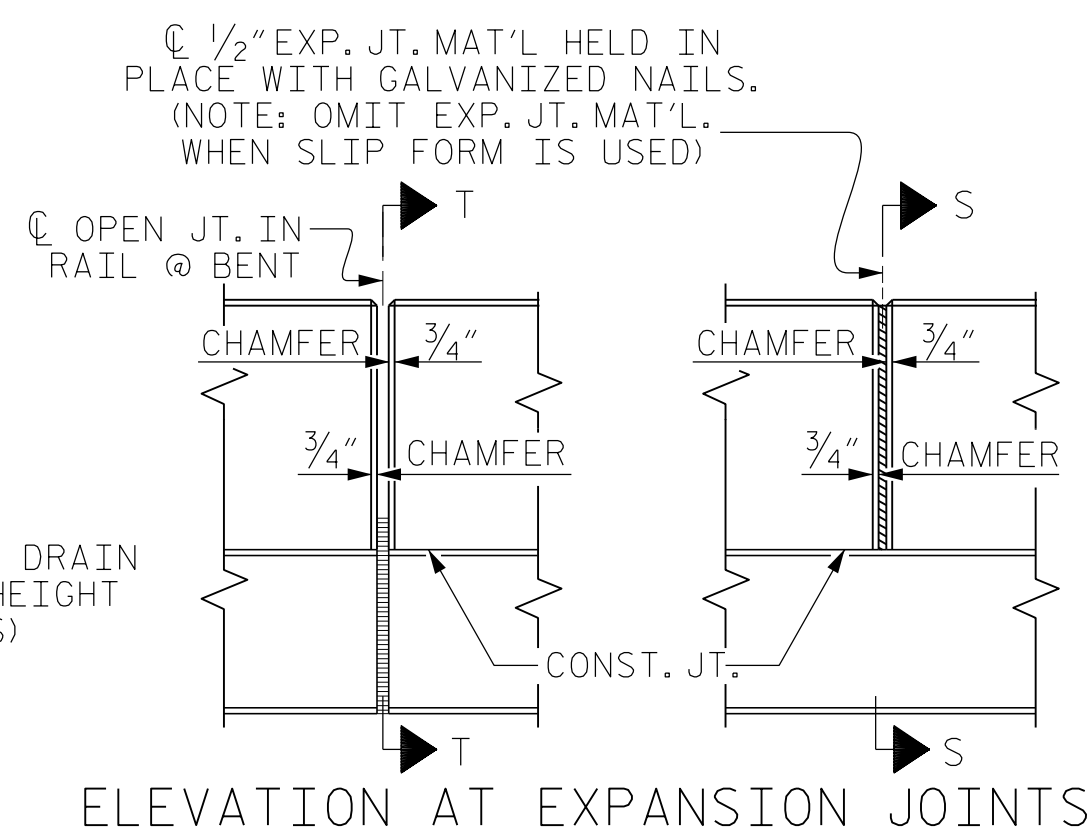 ℄ 1/2" EXP. JT. MAT'L HELD IN
PLACE WITH GALVANIZED NAILS.
(NOTE: OMIT EXP. JT. MAT'L.
WHEN SLIP FORM IS USED)
T
S
℄ OPEN JT. IN
RAIL @ BENT
CHAMFER
3/4"
CHAMFER
3/4"
3/4"
CHAMFER
3/4"
CHAMFER
DRAIN
HEIGHT
S)
CONST. JT.
T
S
ELEVATION AT EXPANSION JOINTS